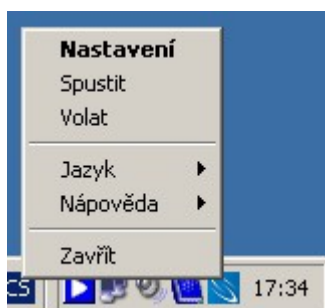 Nastavení
Spustit
Volat
Jazyk
Nápověda
Zavřít
CS
17:34